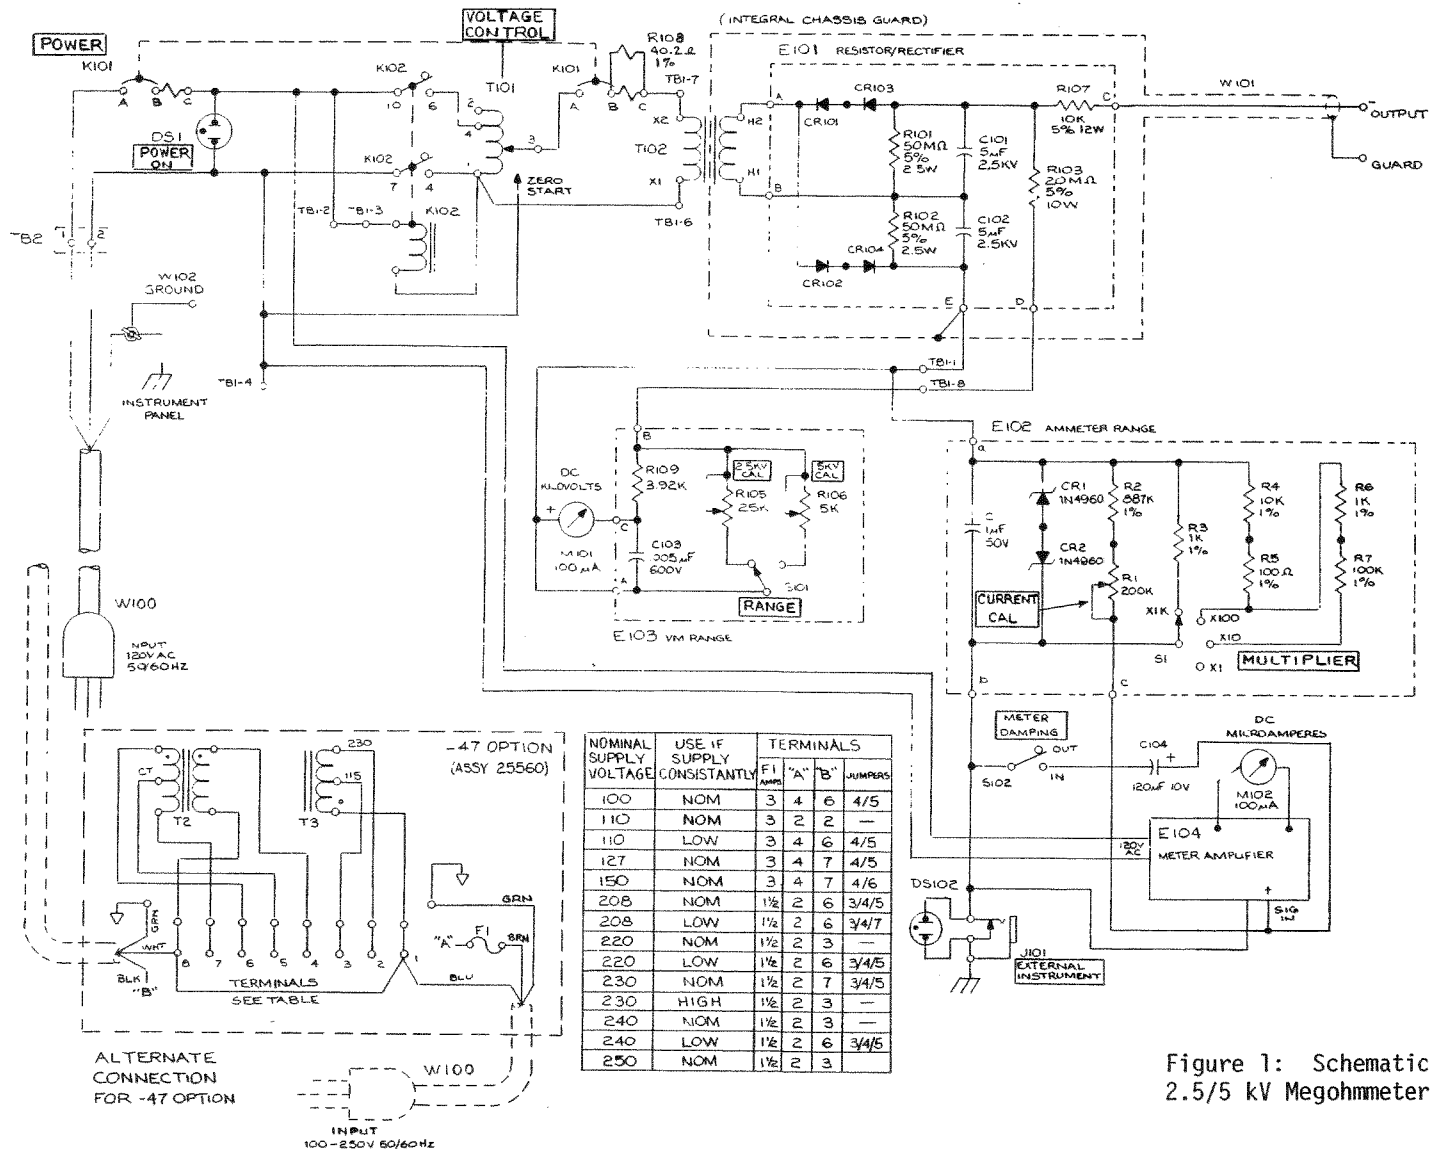 POWER
K101
A B C
DS1
POWER
ON
VOLTAGE
CONTROL
K102
10 6
T101
2
4
3
1
K102
7 4
TB1-2
TB1-3
K102
ZERO
START
K101
A B C
R108
40.2Ω
1%
TB1-7
X2
T102
X1
TB1-6
H2
H1
(INTEGRAL CHASSIS GUARD)
E101 RESISTOR/RECTIFIER
A
B
CR103
CR101
R101
50MΩ
5%
2.5W
C101
5µF
2.5KV
R102
50MΩ
5%
2.5W
C102
5µF
2.5KV
CR104
CR102
R107
10K
5% 12W
C
R103
20MΩ
5%
10W
E
D
W101
-
OUTPUT
GUARD
TB2
1 2
W102
GROUND
INSTRUMENT
PANEL
TB1-4
TB1-1
TB1-8
W100
INPUT
120V AC
50/60HZ
DC
KILOVOLTS
+
M101
100µA
B
R109
3.92K
C
C103
.005µF
600V
A
2.5KV
CAL
R105
25K
5KV
CAL
R106
5K
S101
RANGE
E103 VM RANGE
E102 AMMETER RANGE
a
C
1µF
50V
CR1
1N4960
CR2
1N4960
R2
887K
1%
R1
200K
CURRENT
CAL
R3
1K
1%
R4
10K
1%
R5
100Ω
1%
R6
1K
1%
R7
100K
1%
X1K
X100
X10
X1
S1
MULTIPLIER
b
C
METER
DAMPING
OUT
IN
S102
C104
+
120µF 10V
DC
MICROAMPERES
M102
100µA
E104
METER AMPLIFIER
120V
AC
+
SIG
IN
DS102
J101
EXTERNAL
INSTRUMENT
-47 OPTION
(ASSY 25560)
CT
T2
T3
230
115
GRN
WHT
BLK
"B"
8 7 6 5 4 3 2 1
TERMINALS
SEE TABLE
GRN
"A"
F1
BRN
BLU
ALTERNATE
CONNECTION
FOR -47 OPTION
W100
INPUT
100-250V 50/60HZ
NOMINAL SUPPLY VOLTAGE USE IF SUPPLY CONSISTANTLY TERMINALS
F1 AMPS "A" "B" JUMPERS
100 NOM 3 4 6 4/5
110 NOM 3 2 2 —
110 LOW 3 4 6 4/5
127 NOM 3 4 7 4/5
150 NOM 3 4 7 4/6
208 NOM 1½ 2 6 3/4/5
208 LOW 1½ 2 6 3/4/7
220 NOM 1½ 2 3 —
220 LOW 1½ 2 6 3/4/5
230 NOM 1½ 2 7 3/4/5
230 HIGH 1½ 2 3 —
240 NOM 1½ 2 3 —
240 LOW 1½ 2 6 3/4/5
250 NOM 1½ 2 3
Figure 1: Schematic
2.5/5 kV Megohmmeter